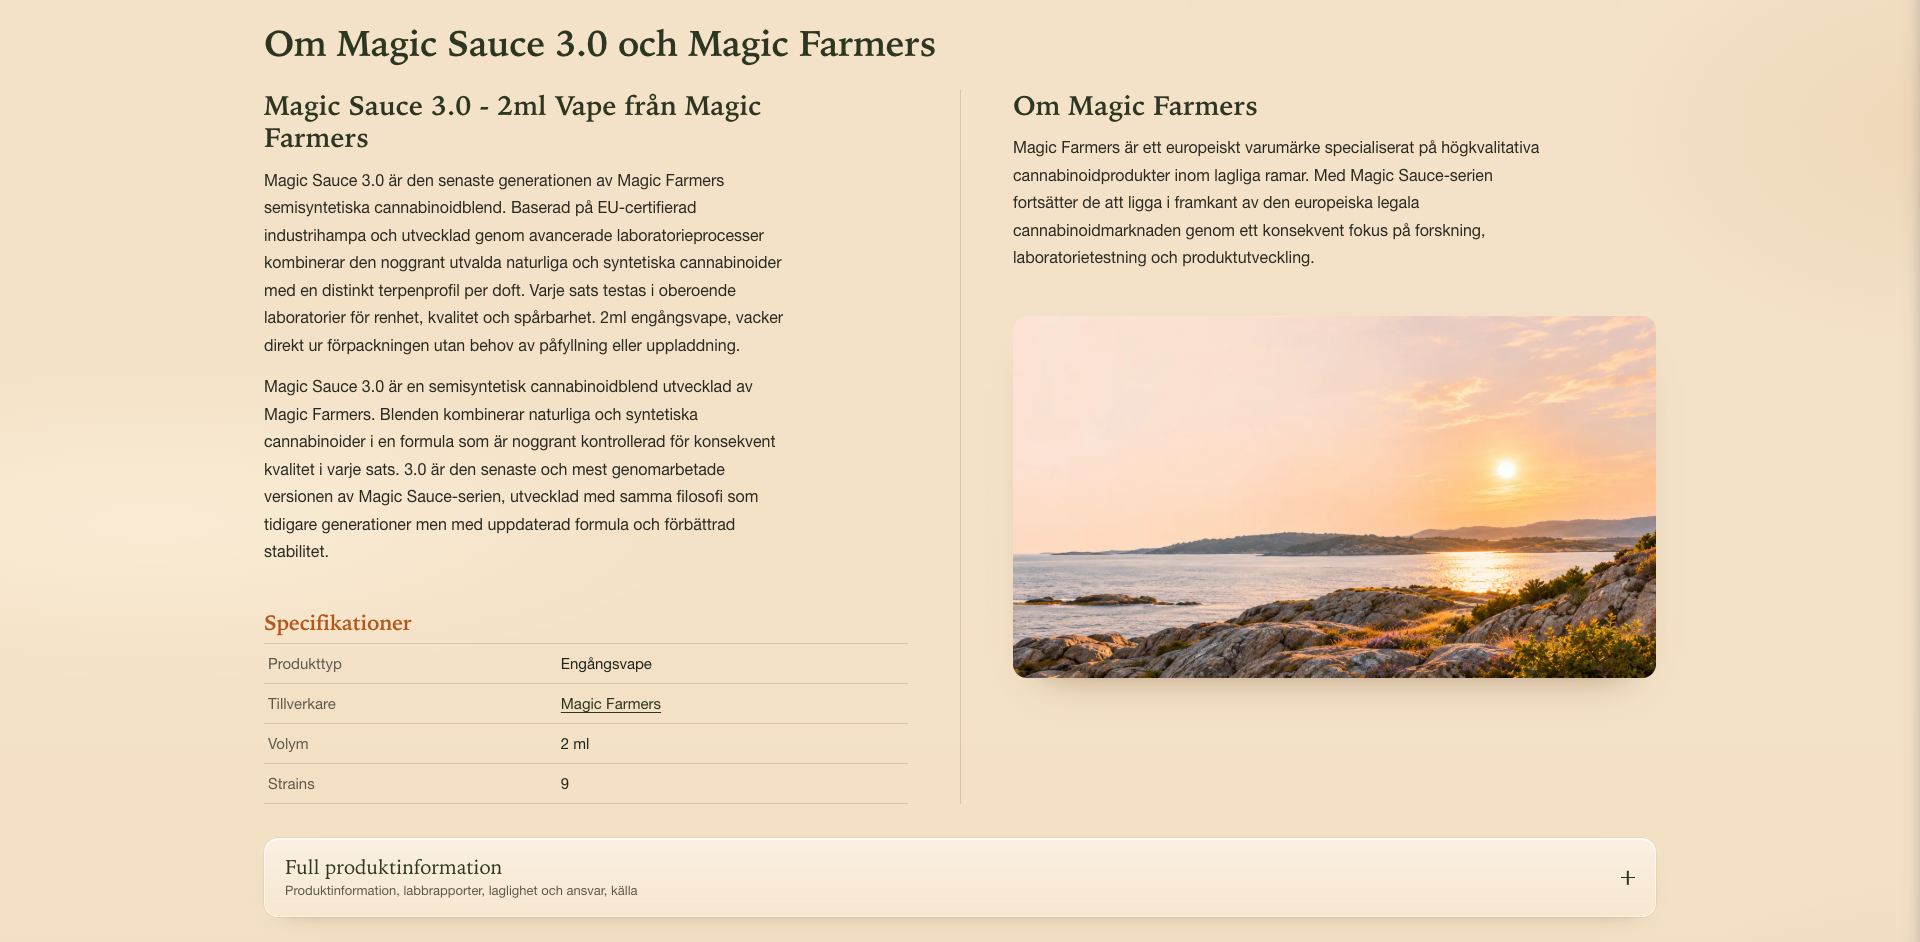 Om Magic Sauce 3.0 och Magic Farmers
Magic Sauce 3.0 - 2ml Vape från Magic
Farmers
Magic Sauce 3.0 är den senaste generationen av Magic Farmers
semisyntetiska cannabinoidblend. Baserad på EU-certifierad
industrihampa och utvecklad genom avancerade laboratorieprocesser
kombinerar den noggrant utvalda naturliga och syntetiska cannabinoider
med en distinkt terpenprofil per doft. Varje sats testas i oberoende
laboratorier för renhet, kvalitet och spårbarhet. 2ml engångsvape, vacker
direkt ur förpackningen utan behov av påfyllning eller uppladdning.
Magic Sauce 3.0 är en semisyntetisk cannabinoidblend utvecklad av
Magic Farmers. Blenden kombinerar naturliga och syntetiska
cannabinoider i en formula som är noggrant kontrollerad för konsekvent
kvalitet i varje sats. 3.0 är den senaste och mest genomarbetade
versionen av Magic Sauce-serien, utvecklad med samma filosofi som
tidigare generationer men med uppdaterad formula och förbättrad
stabilitet.
Specifikationer
Produkttyp Engångsvape
Tillverkare Magic Farmers
Volym 2 ml
Strains 9
Om Magic Farmers
Magic Farmers är ett europeiskt varumärke specialiserat på högkvalitativa
cannabinoidprodukter inom lagliga ramar. Med Magic Sauce-serien
fortsätter de att ligga i framkant av den europeiska legala
cannabinoidmarknaden genom ett konsekvent fokus på forskning,
laboratorietestning och produktutveckling.
Full produktinformation
Produktinformation, labbrapporter, laglighet och ansvar, källa